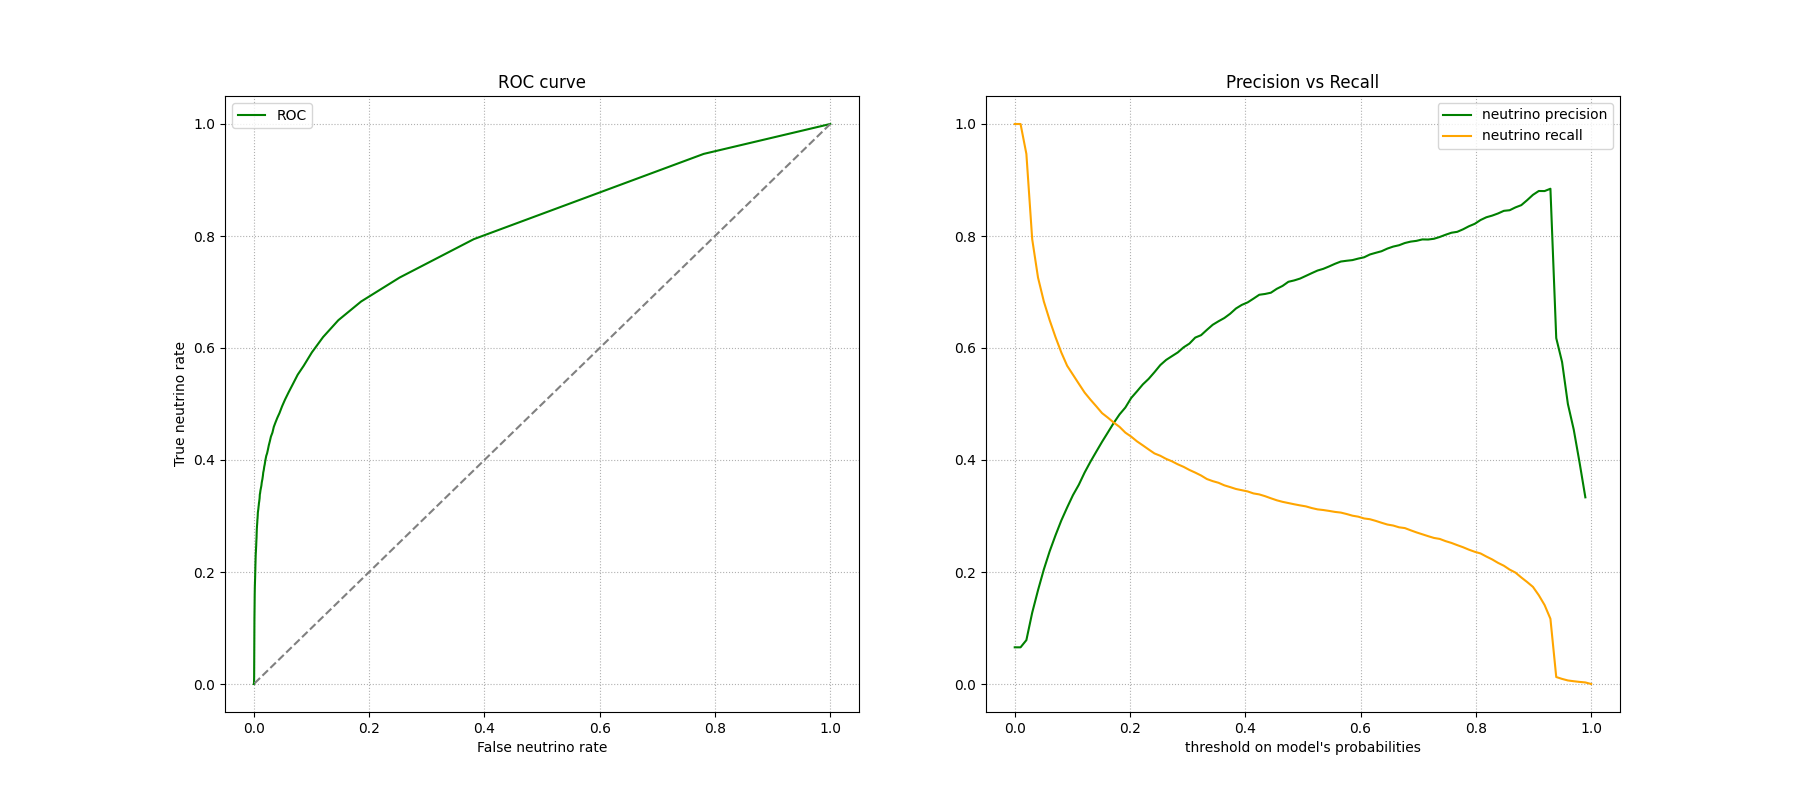 ROC curve
ROC
1.0
0.8
0.6
0.4
0.2
0.0
True neutrino rate
0.0 0.2 0.4 0.6 0.8 1.0
False neutrino rate
Precision vs Recall
neutrino precision
neutrino recall
1.0
0.8
0.6
0.4
0.2
0.0
0.0 0.2 0.4 0.6 0.8 1.0
threshold on model's probabilities